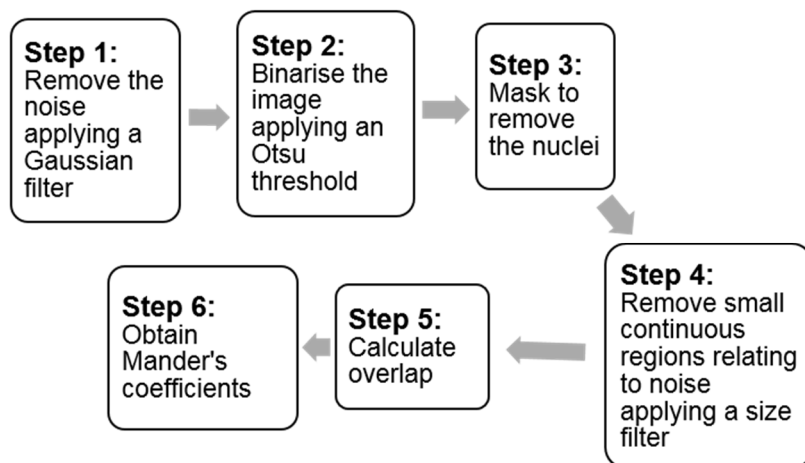 Step 1:
Remove the
noise
applying a
Gaussian
filter
Step 2:
Binarise the
image
applying an
Otsu
threshold
Step 3:
Mask to
remove
the nuclei
Step 4:
Remove small
continuous
regions relating
to noise
applying a size
filter
Step 5:
Calculate
overlap
Step 6:
Obtain
Mander's
coefficients